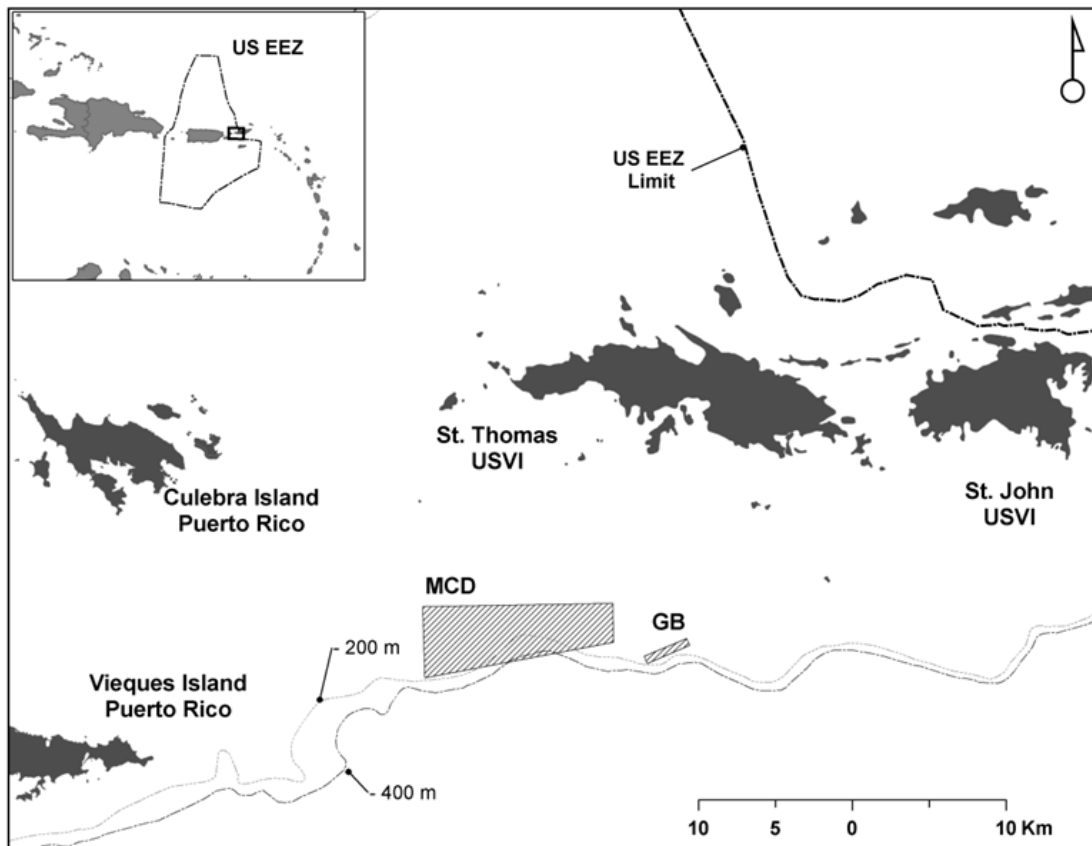 US EEZ
US EEZ
Limit
St. Thomas
USVI
St. John
USVI
Culebra Island
Puerto Rico
MCD
GB
- 200 m
Vieques Island
Puerto Rico
- 400 m
10 5 0 10 Km